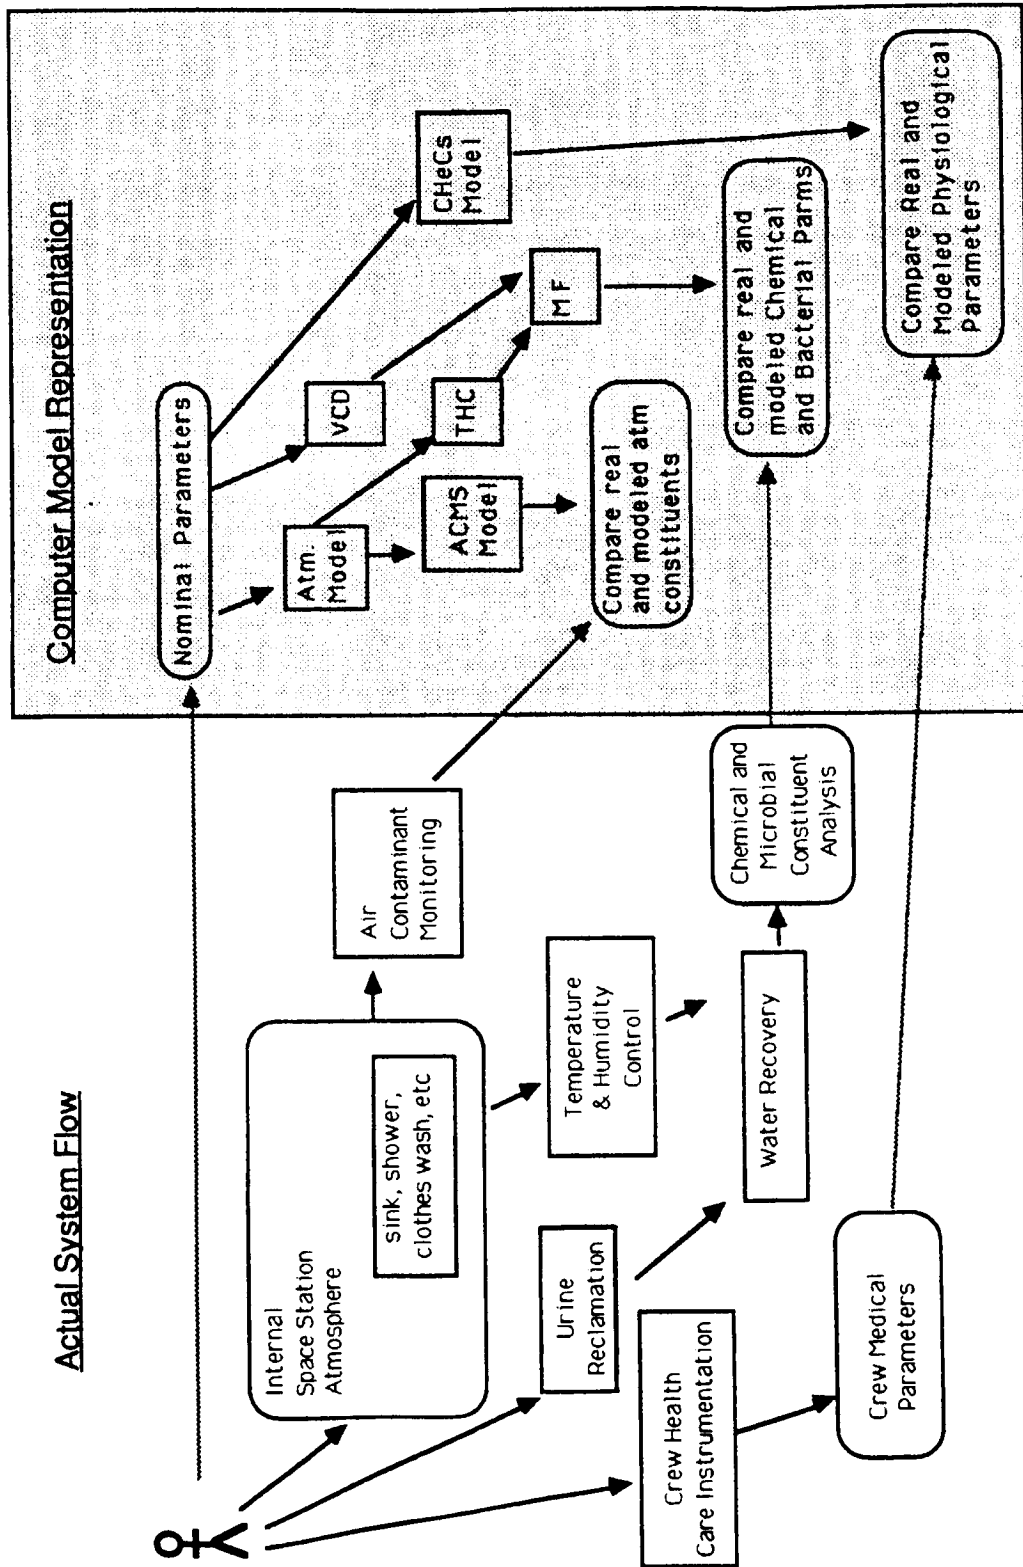 Actual System Flow
Internal
Space Station
Atmosphere
sink, shower,
clothes wash, etc
Air
Contaminant
Monitoring
Urine
Reclamation
Temperature
& Humidity
Control
Crew Health
Care Instrumentation
Water Recovery
Chemical and
Microbial
Constituent
Analysis
Crew Medical
Parameters
Computer Model Representation
Nominal Parameters
Atm.
Model
VCD
CHeCs
Model
ACMS
Model
THC
MF
Compare real
and modeled atm
constituents
Compare real and
modeled Chemical
and Bacterial Parms
Compare Real and
Modeled Physiological
Parameters